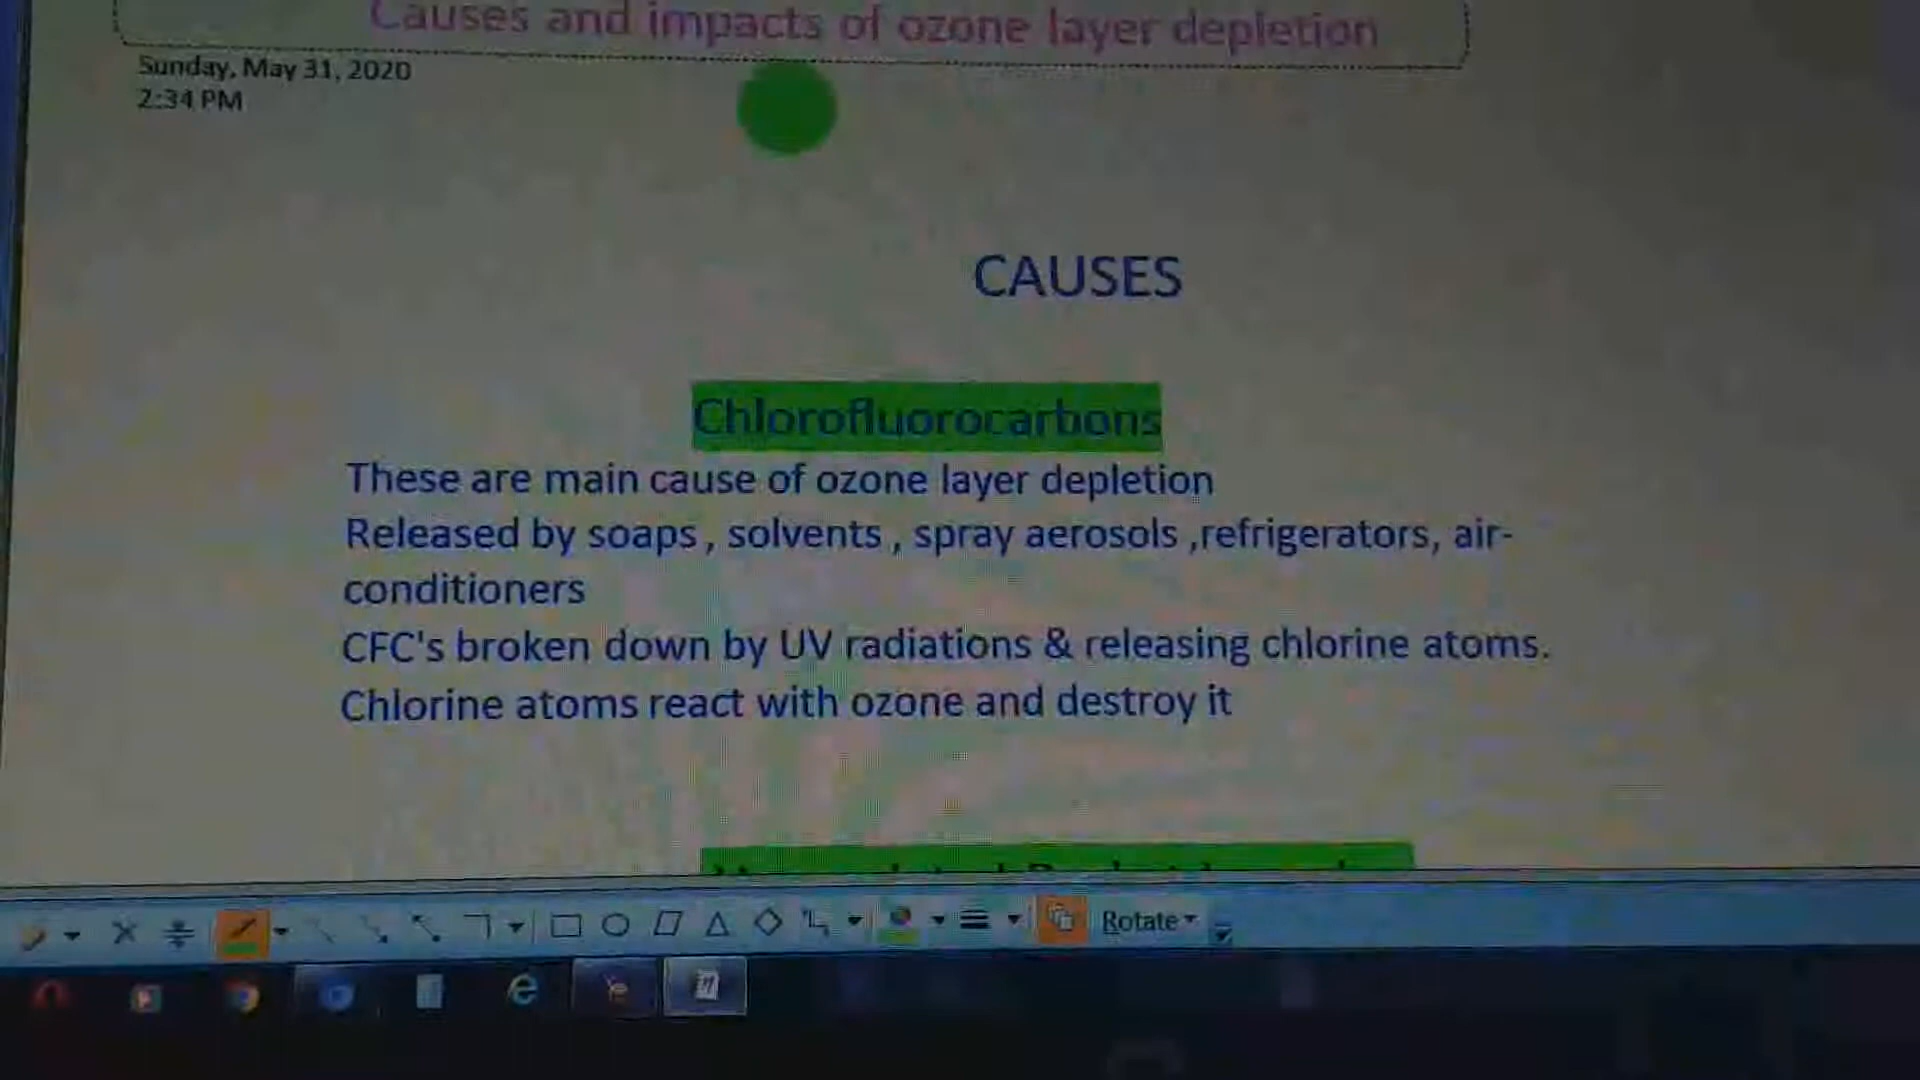 Causes and impacts of ozone layer depletion
Sunday, May 31, 2020
2:34 PM
CAUSES
Chlorofluorocarbons
These are main cause of ozone layer depletion
Released by soaps , solvents , spray aerosols ,refrigerators, air-
conditioners
CFC's broken down by UV radiations & releasing chlorine atoms.
Chlorine atoms react with ozone and destroy it
Rotate